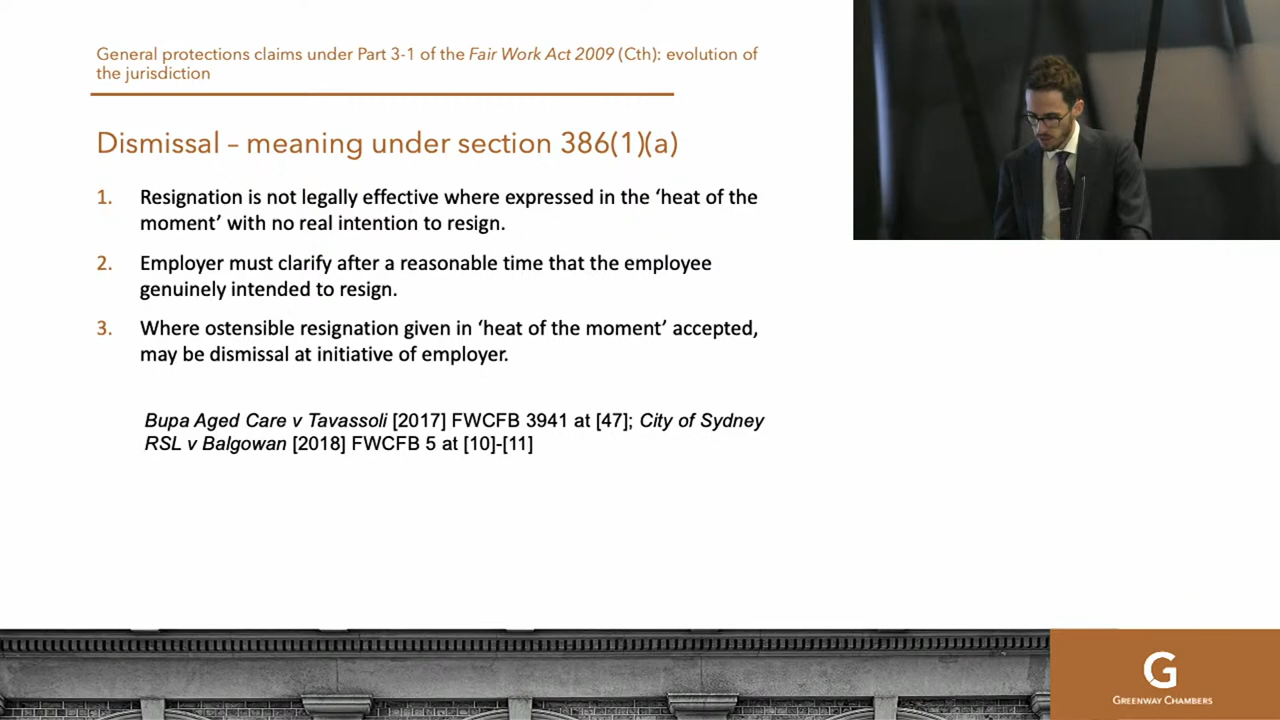 General protections claims under Part 3-1 of the Fair Work Act 2009 (Cth): evolution of
the jurisdiction
Dismissal – meaning under section 386(1)(a)
1. Resignation is not legally effective where expressed in the ‘heat of the
moment’ with no real intention to resign.
2. Employer must clarify after a reasonable time that the employee
genuinely intended to resign.
3. Where ostensible resignation given in ‘heat of the moment’ accepted,
may be dismissal at initiative of employer.
Bupa Aged Care v Tavassoli [2017] FWCFB 3941 at [47]; City of Sydney
RSL v Balgowan [2018] FWCFB 5 at [10]-[11]
G
GREENWAY CHAMBERS